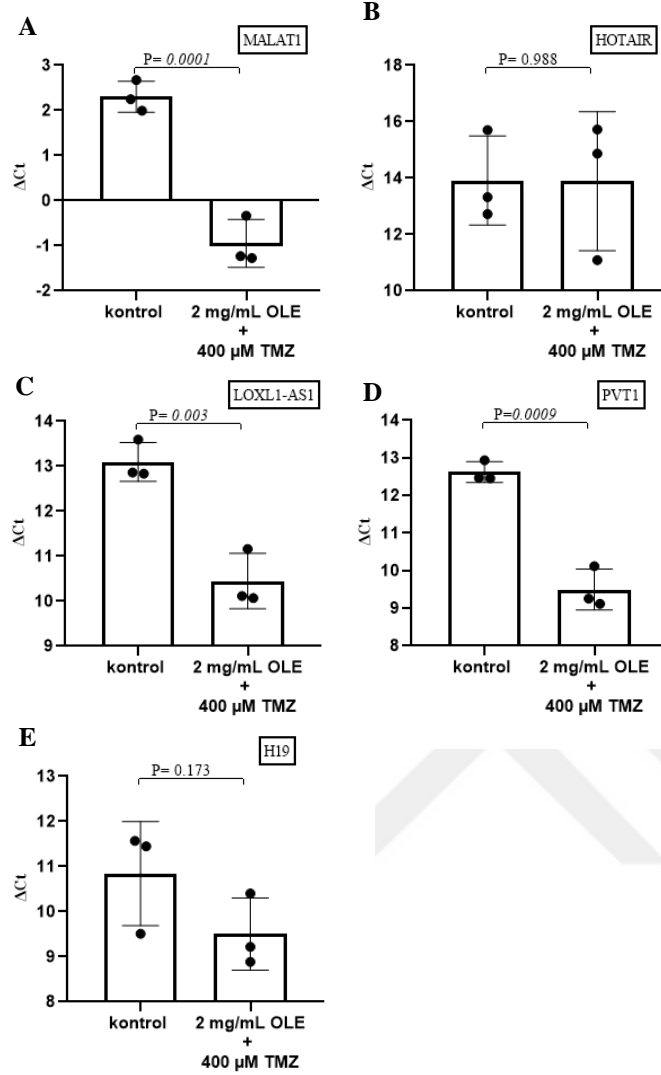 A
MALAT1
P= 0.0001
3
2
1
0
-1
-2
ΔCt
kontrol
2 mg/mL OLE
+
400 µM TMZ
B
HOTAIR
P= 0.988
18
16
14
12
10
ΔCt
kontrol
2 mg/mL OLE
+
400 µM TMZ
C
LOXL1-AS1
P= 0.003
14
13
12
11
10
9
ΔCt
kontrol
2 mg/mL OLE
+
400 µM TMZ
D
PVT1
P=0.0009
14
13
12
11
10
9
8
ΔCt
kontrol
2 mg/mL OLE
+
400 µM TMZ
E
H19
P= 0.173
13
12
11
10
9
8
ΔCt
kontrol
2 mg/mL OLE
+
400 µM TMZ